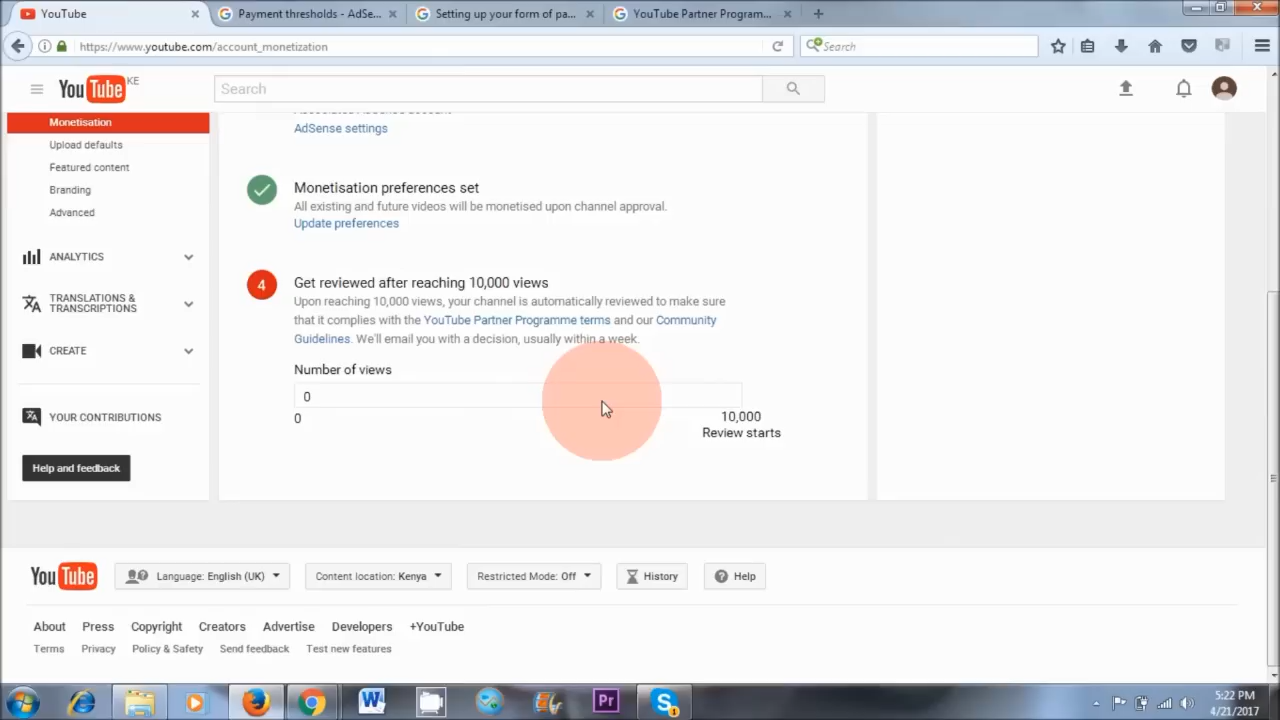 YouTube
Payment thresholds - AdSe...
Setting up your form of pa...
YouTube Partner Program...
https://www.youtube.com/account_monetization
Search
YouTube KE
Search
Monetisation
Upload defaults
Featured content
Branding
Advanced
ANALYTICS
TRANSLATIONS &
TRANSCRIPTIONS
CREATE
YOUR CONTRIBUTIONS
Help and feedback
AdSense settings
Monetisation preferences set
All existing and future videos will be monetised upon channel approval.
Update preferences
4
Get reviewed after reaching 10,000 views
Upon reaching 10,000 views, your channel is automatically reviewed to make sure
that it complies with the YouTube Partner Programme terms and our Community
Guidelines. We'll email you with a decision, usually within a week.
Number of views
0
0
10,000
Review starts
YouTube
Language: English (UK)
Content location: Kenya
Restricted Mode: Off
History
Help
About Press Copyright Creators Advertise Developers +YouTube
Terms Privacy Policy & Safety Send feedback Test new features
W
Pr
S
1
5:22 PM
4/21/2017